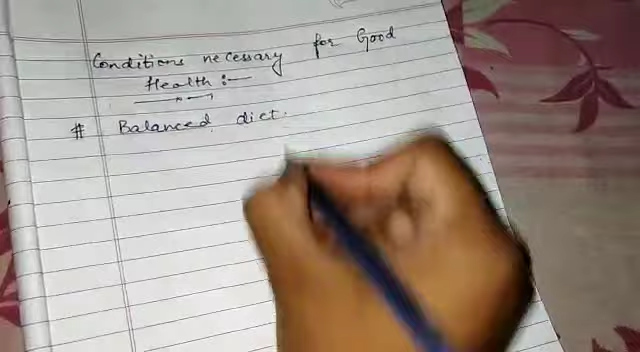 Conditions necessary for Good
Health :-
# Balanced diet.